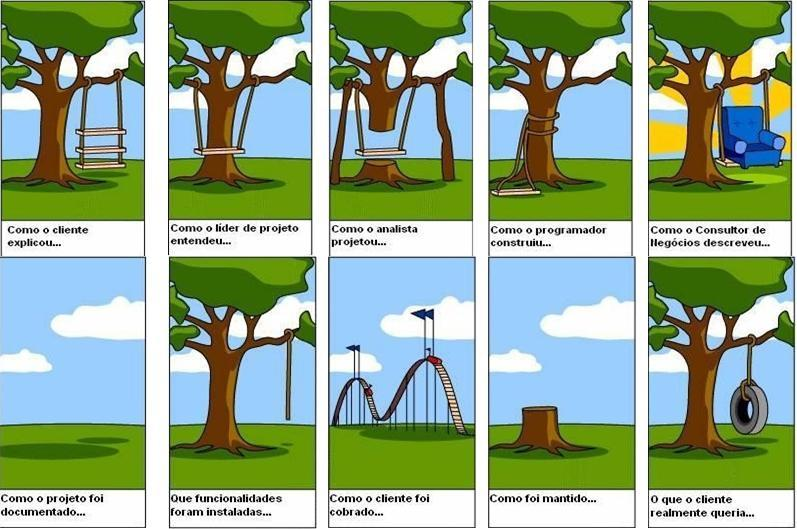 Como o cliente
explicou...
Como o líder de projeto
entendeu...
Como o analista
projetou...
Como o programador
construiu...
Como o Consultor de
Negócios descreveu...
Como o projeto foi
documentado...
Que funcionalidades
foram instaladas...
Como o cliente foi
cobrado...
Como foi mantido...
O que o cliente
realmente queria...